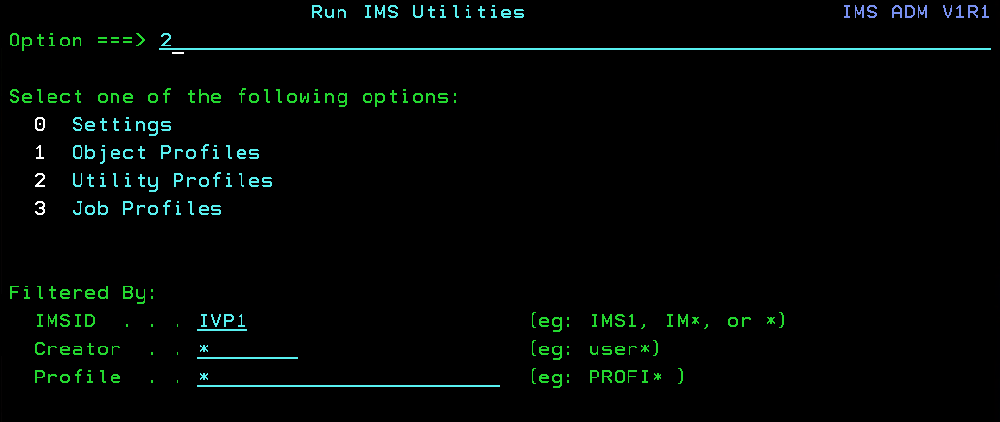 Run IMS Utilities IMS ADM V1R1
Option ===> 2_
Select one of the following options:
0 Settings
1 Object Profiles
2 Utility Profiles
3 Job Profiles
Filtered By:
IMSID . . . IVP1 (eg: IMS1, IM*, or *)
Creator . . * (eg: user*)
Profile . . * (eg: PROFI* )